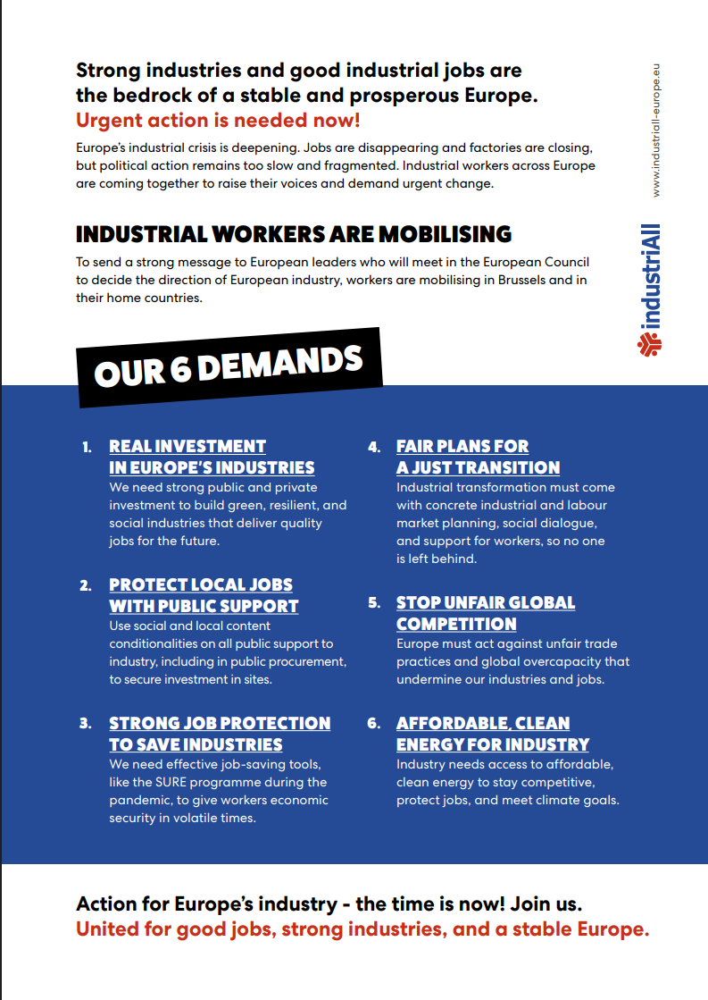 Strong industries and good industrial jobs are
the bedrock of a stable and prosperous Europe.
Urgent action is needed now!
Europe’s industrial crisis is deepening. Jobs are disappearing and factories are closing,
but political action remains too slow and fragmented. Industrial workers across Europe
are coming together to raise their voices and demand urgent change.
INDUSTRIAL WORKERS ARE MOBILISING
To send a strong message to European leaders who will meet in the European Council
to decide the direction of European industry, workers are mobilising in Brussels and in
their home countries.
www.industriall-europe.eu
industriAll
OUR 6 DEMANDS
1. REAL INVESTMENT
IN EUROPE’S INDUSTRIES
We need strong public and private
investment to build green, resilient, and
social industries that deliver quality
jobs for the future.
2. PROTECT LOCAL JOBS
WITH PUBLIC SUPPORT
Use social and local content
conditionalities on all public support to
industry, including in public procurement,
to secure investment in sites.
3. STRONG JOB PROTECTION
TO SAVE INDUSTRIES
We need effective job-saving tools,
like the SURE programme during the
pandemic, to give workers economic
security in volatile times.
4. FAIR PLANS FOR
A JUST TRANSITION
Industrial transformation must come
with concrete industrial and labour
market planning, social dialogue,
and support for workers, so no one
is left behind.
5. STOP UNFAIR GLOBAL
COMPETITION
Europe must act against unfair trade
practices and global overcapacity that
undermine our industries and jobs.
6. AFFORDABLE, CLEAN
ENERGY FOR INDUSTRY
Industry needs access to affordable,
clean energy to stay competitive,
protect jobs, and meet climate goals.
Action for Europe’s industry - the time is now! Join us.
United for good jobs, strong industries, and a stable Europe.